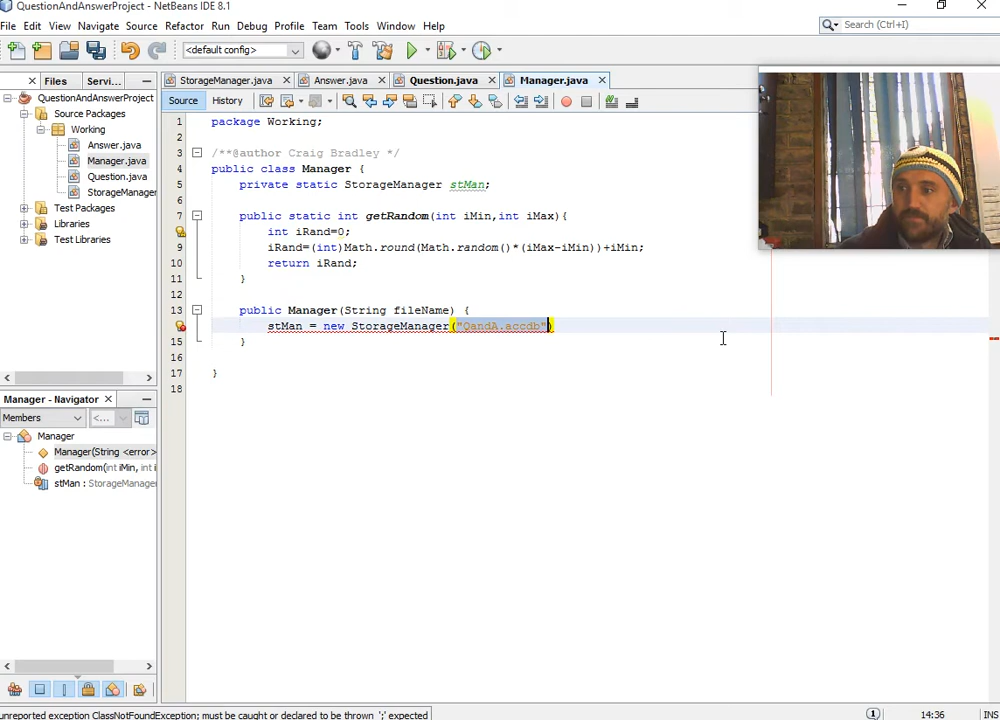 QuestionAndAnswerProject - NetBeans IDE 8.1
File Edit View Navigate Source Refactor Run Debug Profile Team Tools Window Help
<default config>
Search (Ctrl+I)
Files
Servi...
StorageManager.java
Answer.java
Question.java
Manager.java
QuestionAndAnswerProject
Source Packages
Working
Answer.java
Manager.java
Question.java
StorageManager
Test Packages
Libraries
Test Libraries
Source History
1 package Working;
2
3 /**@author Craig Bradley */
4 public class Manager {
5 private static StorageManager stMan;
6
7 public static int getRandom(int iMin,int iMax){
int iRand=0;
9 iRand=(int)Math.round(Math.random()*(iMax-iMin))+iMin;
10 return iRand;
11 }
12
13 public Manager(String fileName) {
stMan = new StorageManager("QandA.accdb")
15 }
16
17 }
18
Manager - Navigator
Members
<...
Manager
Manager(String <error>
getRandom(int iMin, int i
stMan : StorageManager
unreported exception ClassNotFoundException; must be caught or declared to be thrown ';' expected
1
14:36
INS